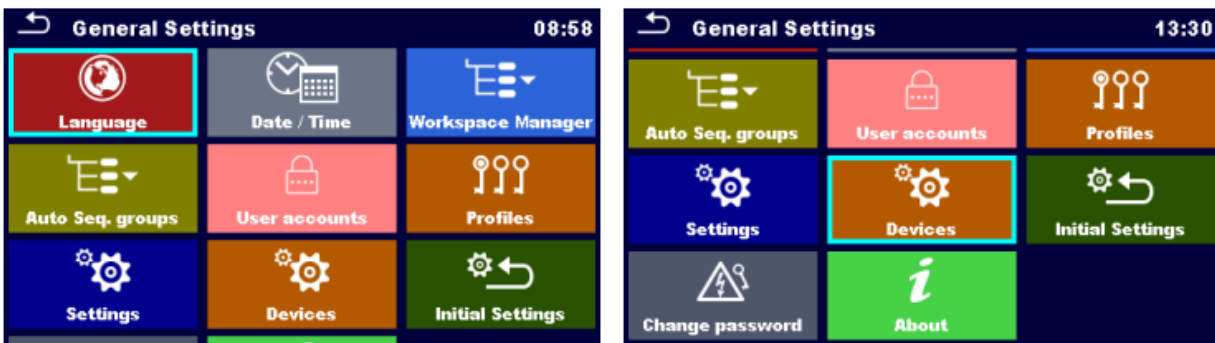 General Settings 08:58
Language Date / Time Workspace Manager
Auto Seq. groups User accounts Profiles
Settings Devices Initial Settings
General Settings 13:30
Auto Seq. groups User accounts Profiles
Settings Devices Initial Settings
Change password About